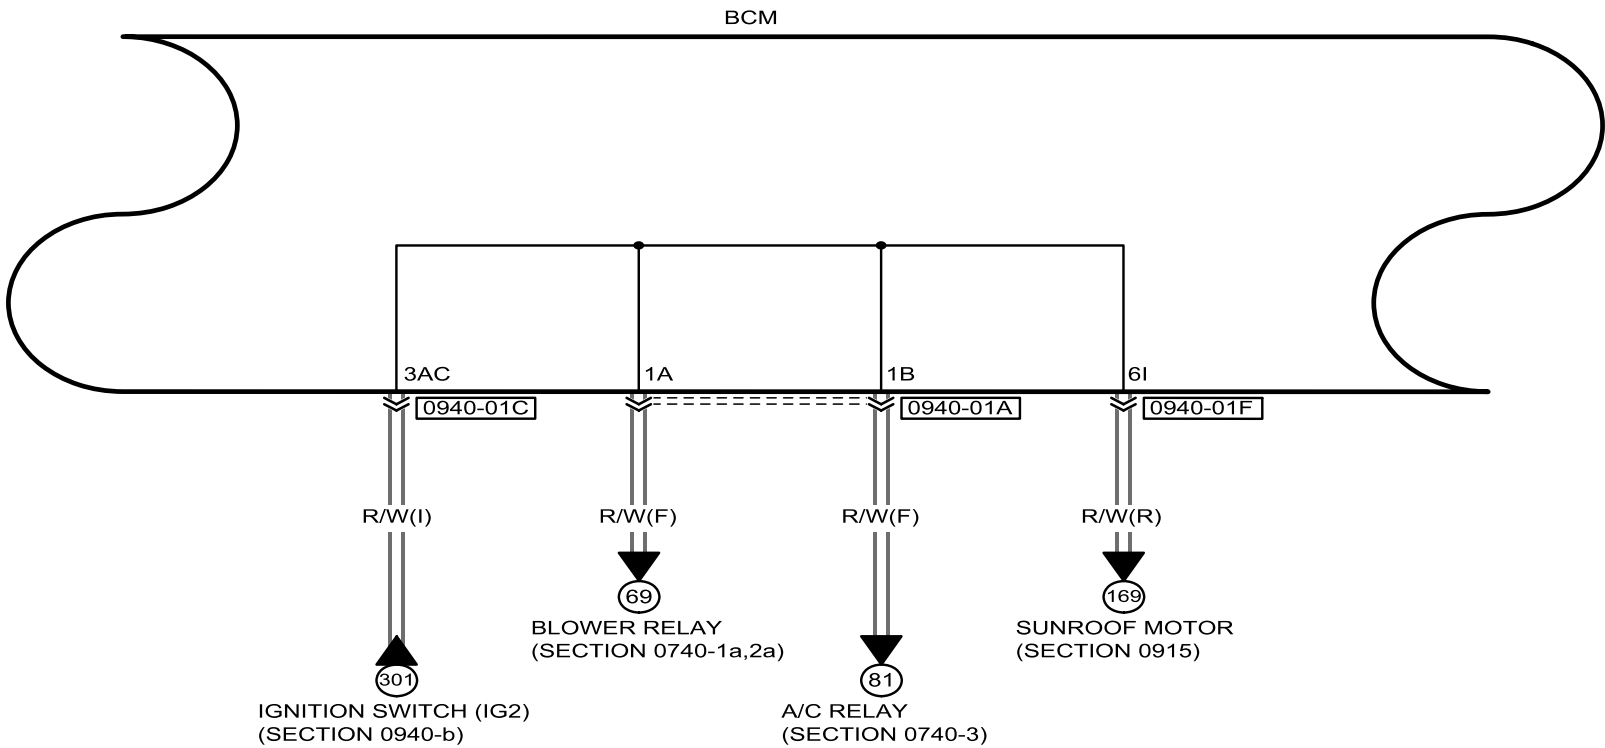 BCM
3AC
1A
1B
6I
0940-01C
0940-01A
0940-01F
R/W(I)
R/W(F)
R/W(F)
R/W(R)
69
169
BLOWER RELAY
(SECTION 0740-1a,2a)
SUNROOF MOTOR
(SECTION 0915)
301
81
IGNITION SWITCH (IG2)
(SECTION 0940-b)
A/C RELAY
(SECTION 0740-3)